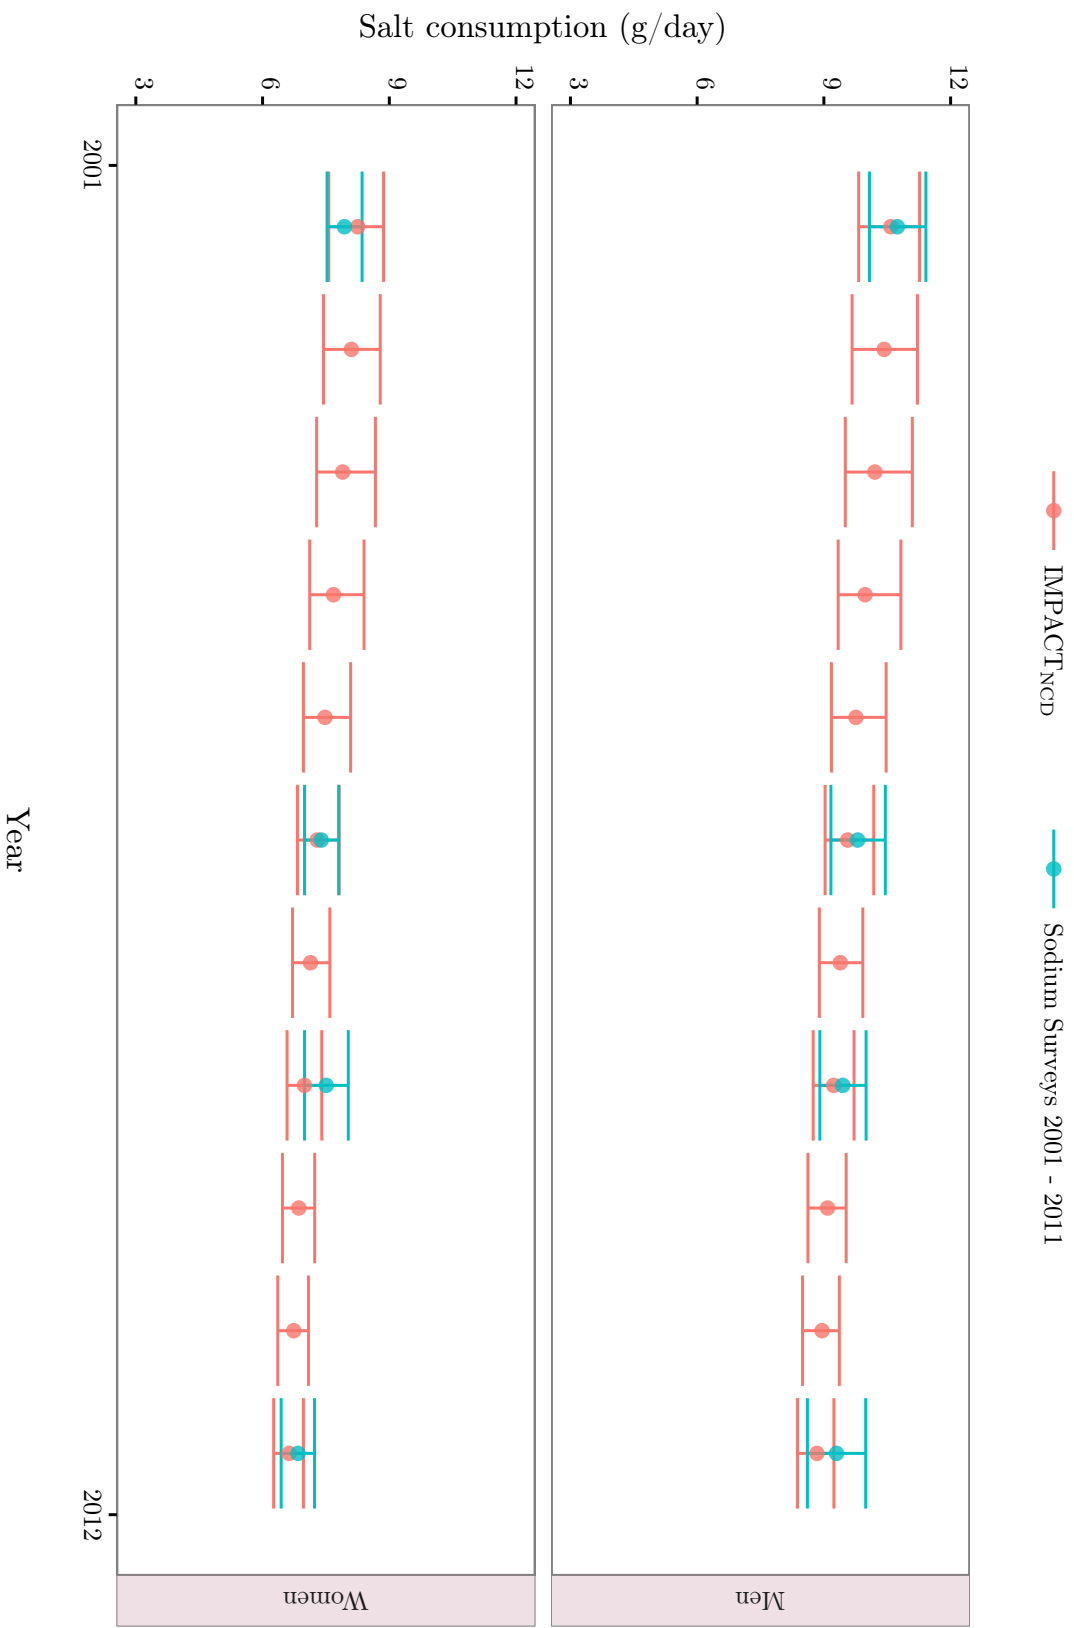 IMPACTNCD
Sodium Surveys 2001 - 2011
Men
12
9
6
3
Women
12
9
6
3
2001
2012
Year
Salt consumption (g/day)